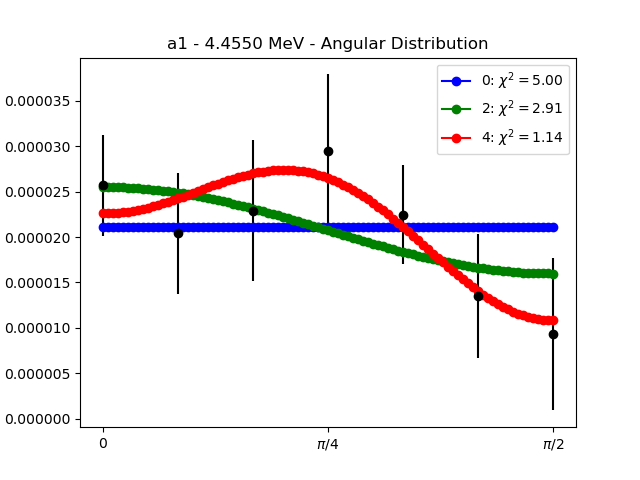 a1 - 4.4550 MeV - Angular Distribution
0: χ² = 5.00
2: χ² = 2.91
4: χ² = 1.14
0.000035
0.000030
0.000025
0.000020
0.000015
0.000010
0.000005
0.000000
0 π/4 π/2